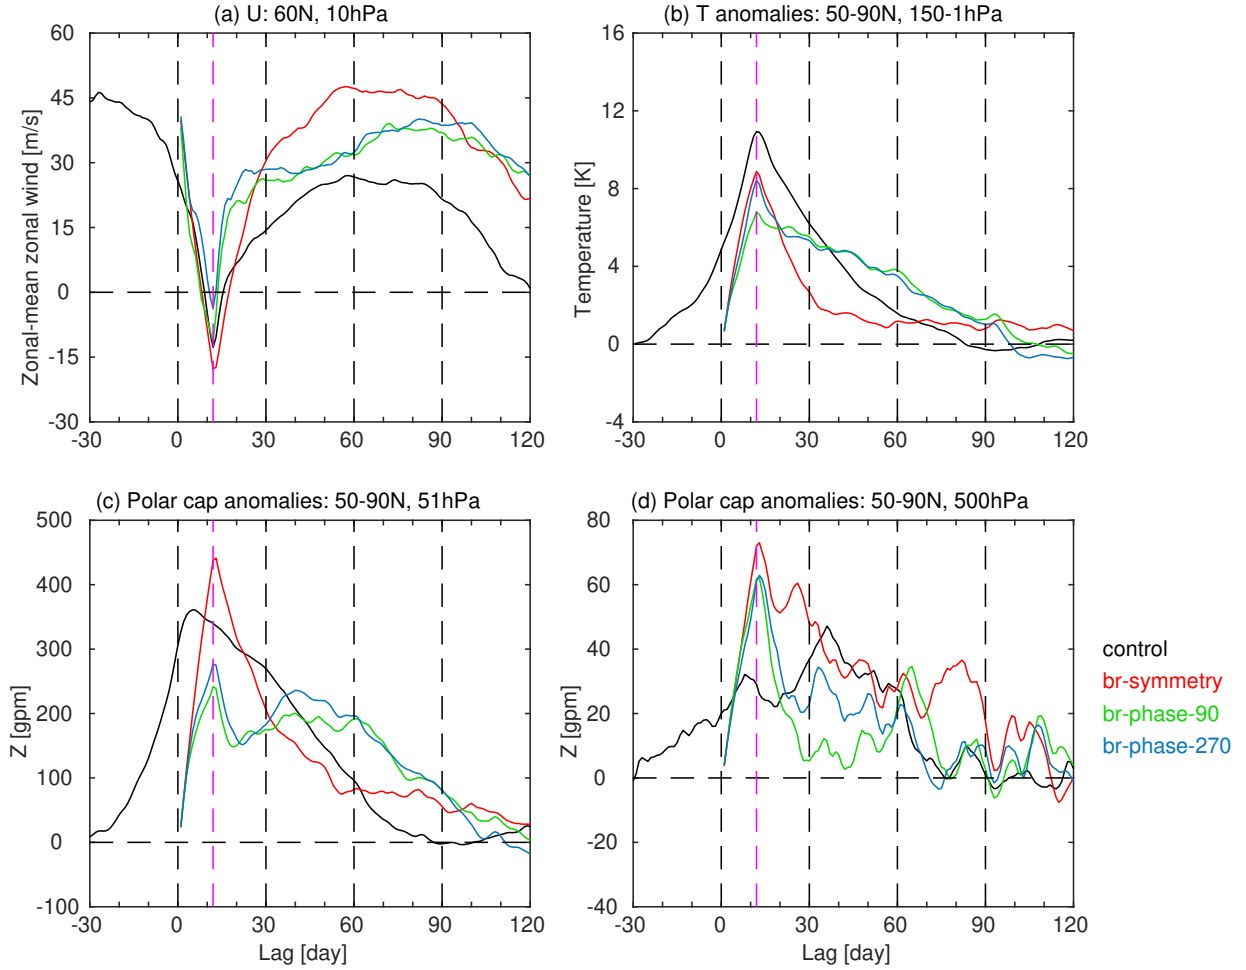 (a) U: 60N, 10hPa
Zonal-mean zonal wind [m/s]
60
45
30
15
0
-15
-30
-30 0 30 60 90 120
(b) T anomalies: 50-90N, 150-1hPa
Temperature [K]
16
12
8
4
0
-4
-30 0 30 60 90 120
(c) Polar cap anomalies: 50-90N, 51hPa
Z [gpm]
500
400
300
200
100
0
-100
-30 0 30 60 90 120
Lag [day]
(d) Polar cap anomalies: 50-90N, 500hPa
Z [gpm]
80
60
40
20
0
-20
-40
-30 0 30 60 90 120
Lag [day]
control
br-symmetry
br-phase-90
br-phase-270